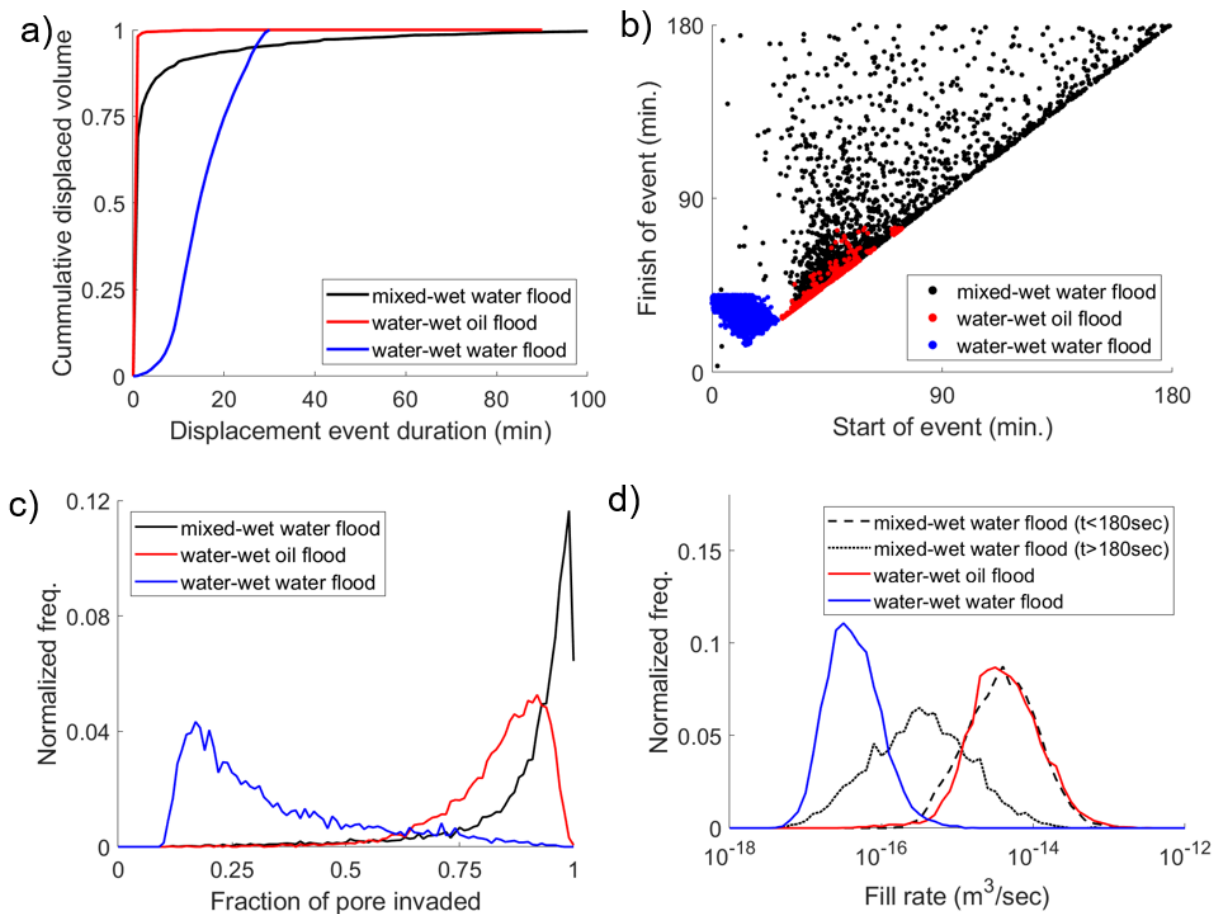 a)
Cummulative displaced volume
1
0.75
0.5
0.25
0
0 20 40 60 80 100
Displacement event duration (min)
mixed-wet water flood
water-wet oil flood
water-wet water flood
b)
Finish of event (min.)
180
90
0
0 90 180
Start of event (min.)
mixed-wet water flood
water-wet oil flood
water-wet water flood
c)
Normalized freq.
0.12
0.08
0.04
0
0 0.25 0.5 0.75 1
Fraction of pore invaded
mixed-wet water flood
water-wet oil flood
water-wet water flood
d)
Normalized freq.
0.15
0.1
0.05
0
10⁻¹⁸ 10⁻¹⁶ 10⁻¹⁴ 10⁻¹²
Fill rate (m³/sec)
mixed-wet water flood (t<180sec)
mixed-wet water flood (t>180sec)
water-wet oil flood
water-wet water flood